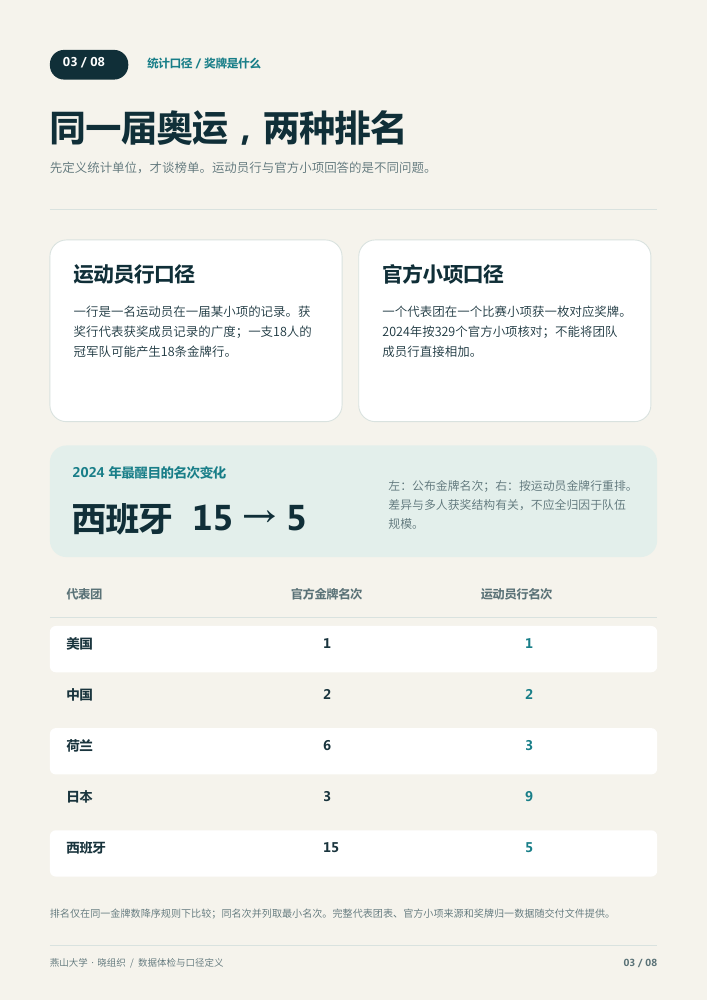 03 / 08
统计口径 / 奖牌是什么
同一届奥运，两种排名
先定义统计单位，才谈榜单。运动员行与官方小项回答的是不同问题。
运动员行口径
一行是一名运动员在一届某小项的记录。获
奖行代表获奖成员记录的广度；一支18人的
冠军队可能产生18条金牌行。
官方小项口径
一个代表团在一个比赛小项获一枚对应奖牌。
2024年按329个官方小项核对；不能将团队
成员行直接相加。
2024 年最醒目的名次变化
西班牙 15 → 5
左：公布金牌名次；右：按运动员金牌行重排。
差异与多人获奖结构有关，不应全归因于队伍
规模。
代表团 官方金牌名次 运动员行名次
美国 1 1
中国 2 2
荷兰 6 3
日本 3 9
西班牙 15 5
排名仅在同一金牌数降序规则下比较；同名次并列取最小名次。完整代表团表、官方小项来源和奖牌归一数据随交付文件提供。
燕山大学 · 晓组织 / 数据体检与口径定义
03 / 08